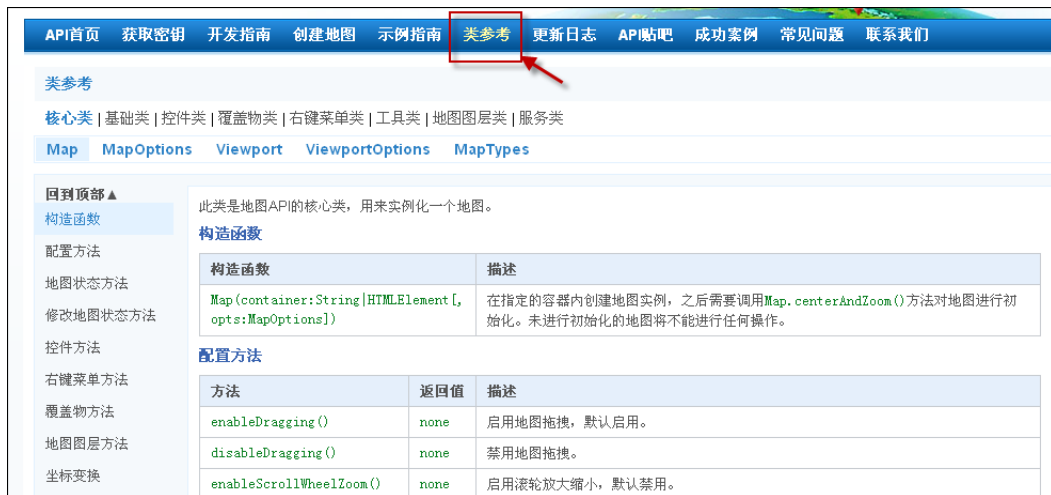 API首页 获取密钥 开发指南 创建地图 示例指南 类参考 更新日志 API贴吧 成功案例 常见问题 联系我们
类参考
核心类 | 基础类 | 控件类 | 覆盖物类 | 右键菜单类 | 工具类 | 地图图层类 | 服务类
Map MapOptions Viewport ViewportOptions MapTypes
回到顶部▲
构造函数
配置方法
地图状态方法
修改地图状态方法
控件方法
右键菜单方法
覆盖物方法
地图图层方法
坐标变换
此类是地图API的核心类，用来实例化一个地图。
构造函数
构造函数 描述
Map(container:String|HTMLElement[,
opts:MapOptions])
在指定的容器内创建地图实例，之后需要调用Map.centerAndZoom()方法对地图进行初
始化。未进行初始化的地图将不能进行任何操作。
配置方法
方法 返回值 描述
enableDragging() none 启用地图拖拽，默认启用。
disableDragging() none 禁用地图拖拽。
enableScrollWheelZoom() none 启用滚轮放大缩小，默认禁用。